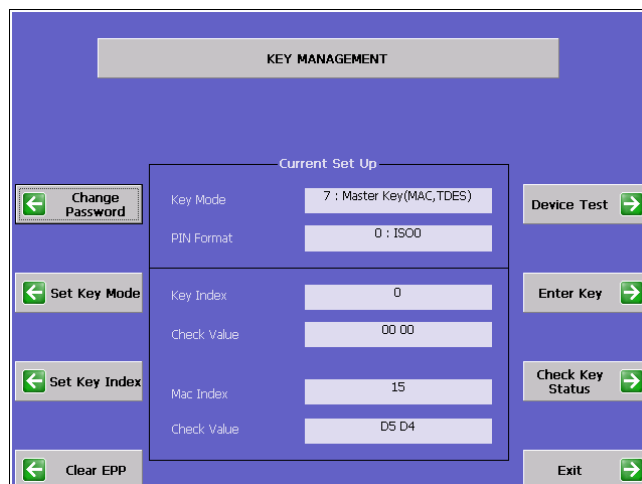 KEY MANAGEMENT
Current Set Up
Change
Password
Key Mode
7 : Master Key(MAC,TDES)
Device Test
PIN Format
0 : ISO0
Set Key Mode
Key Index
0
Enter Key
Check Value
00 00
Set Key Index
Mac Index
15
Check Key
Status
Check Value
D5 D4
Clear EPP
Exit